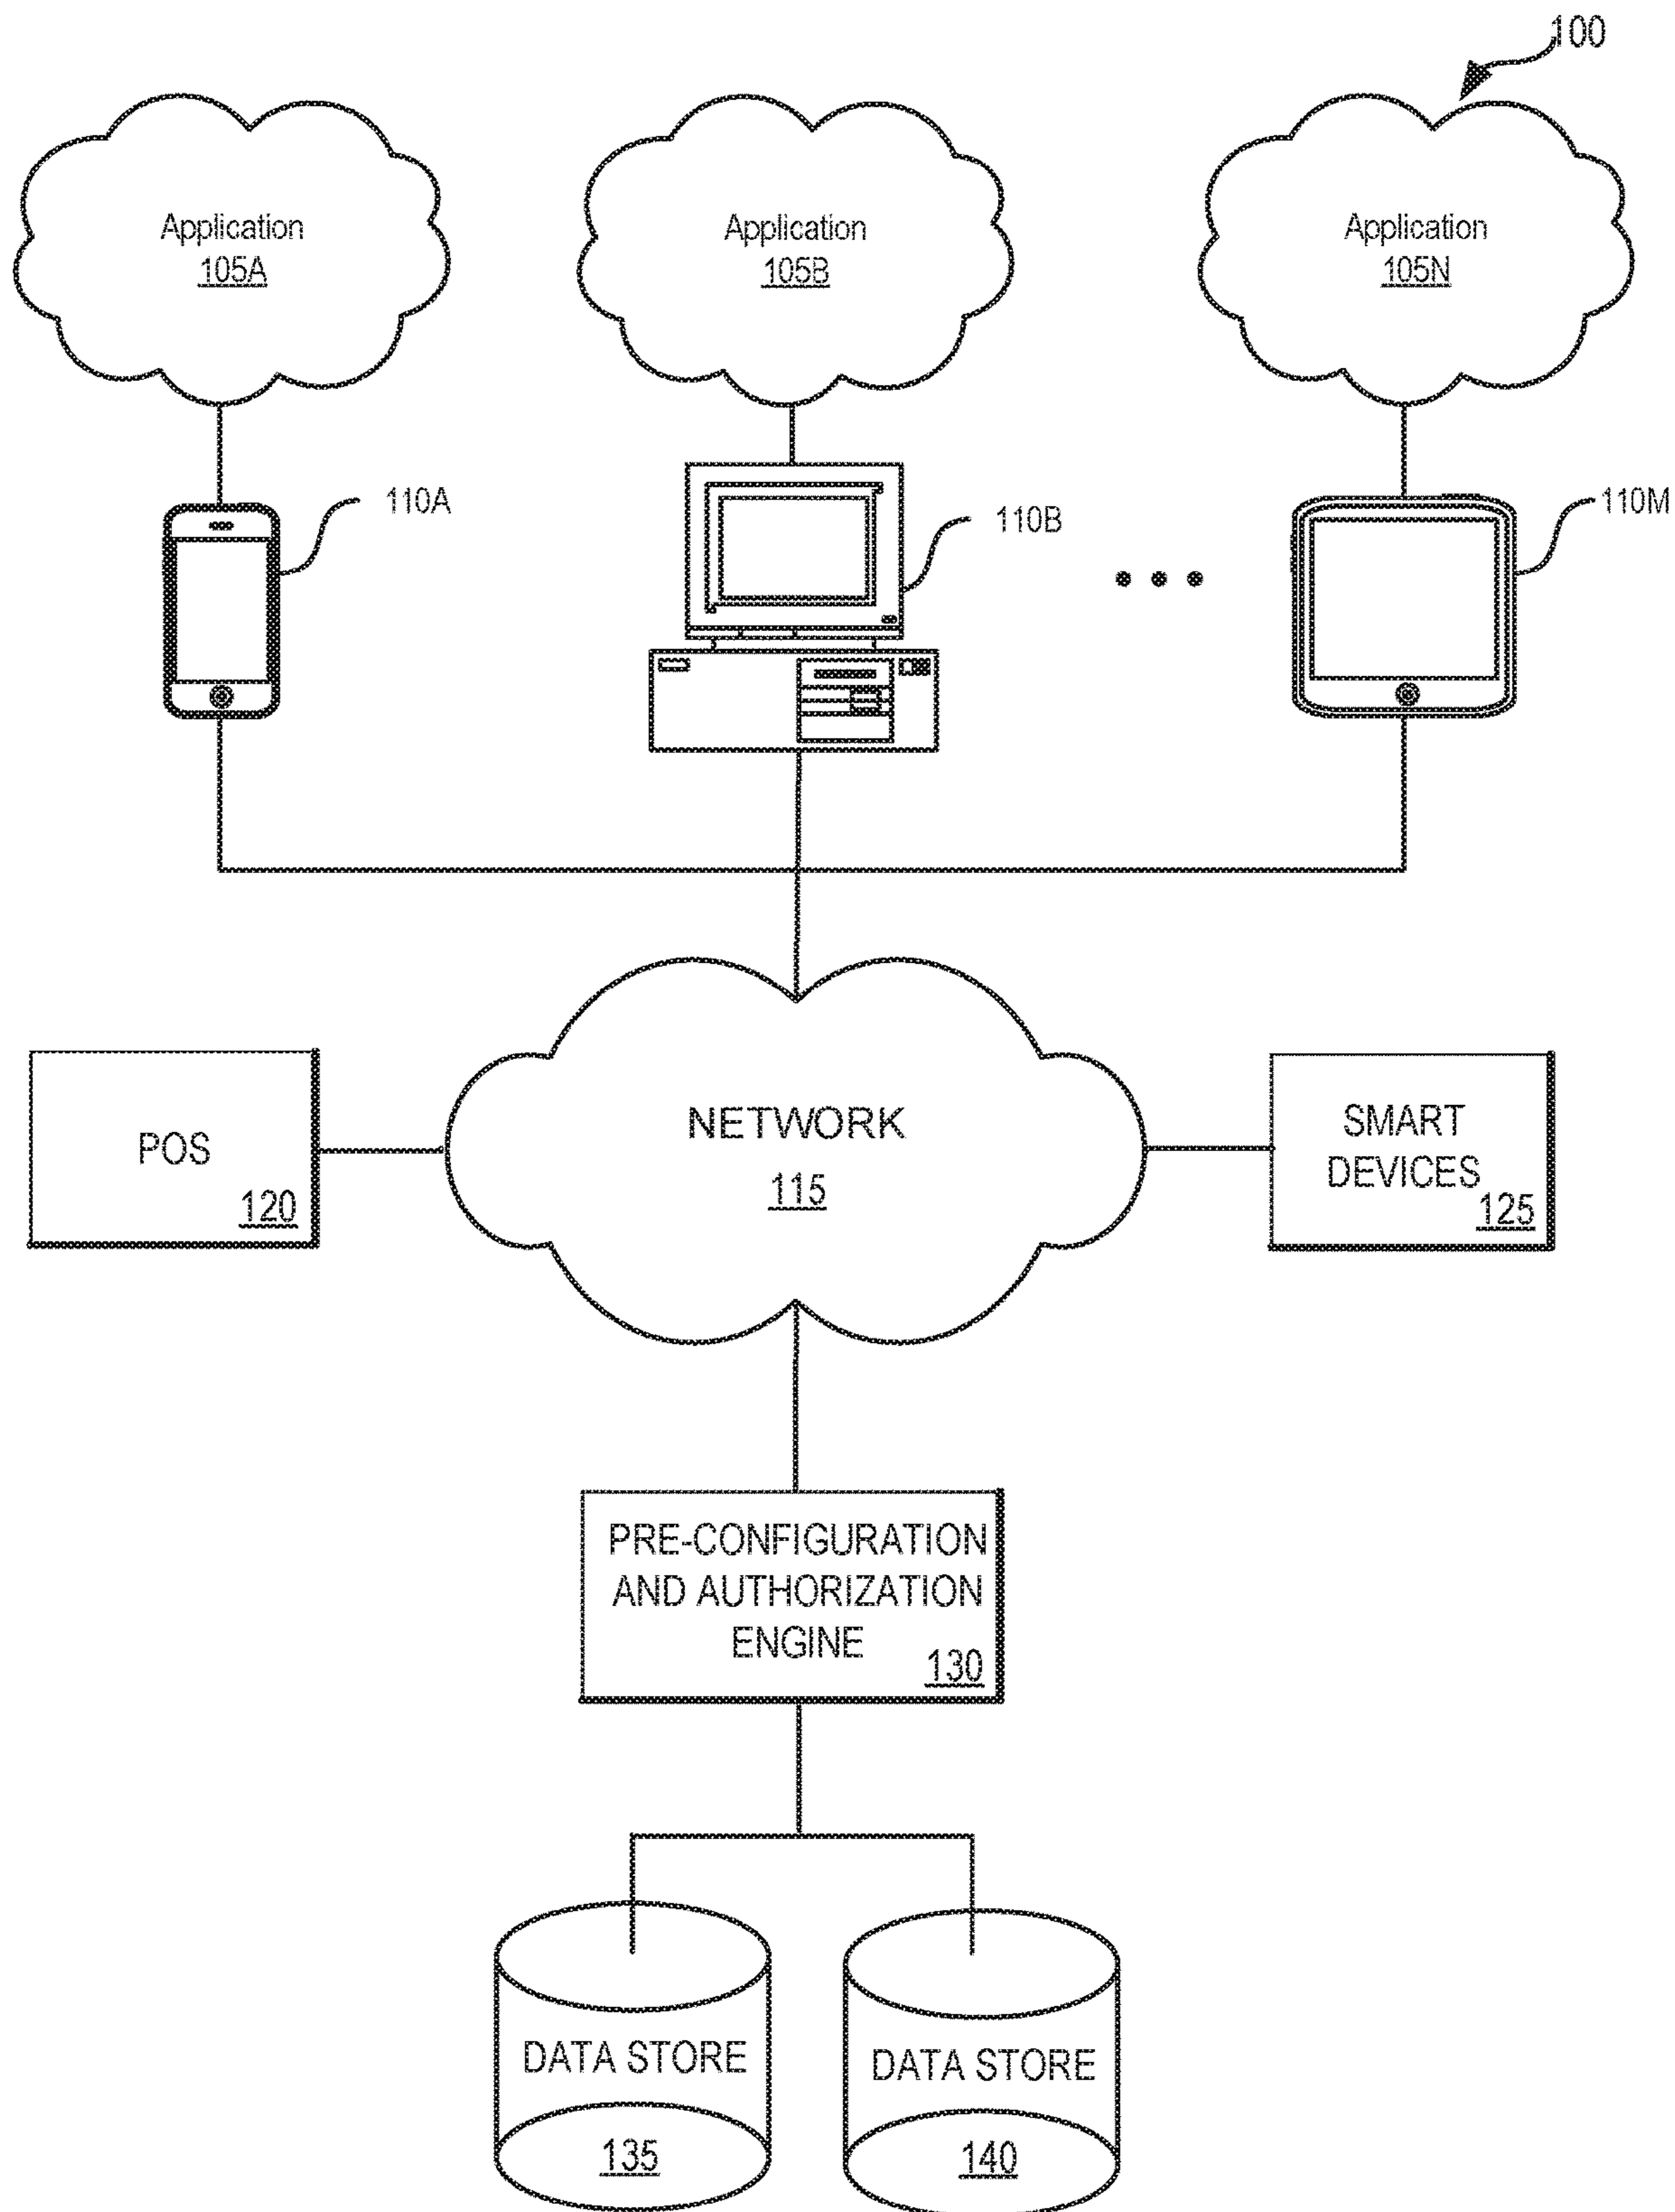 100
Application
105A
Application
105B
Application
105N
110A
110B
110M
NETWORK
115
POS
120
SMART
DEVICES
125
PRE-CONFIGURATION
AND AUTHORIZATION
ENGINE
130
DATA STORE
135
DATA STORE
140